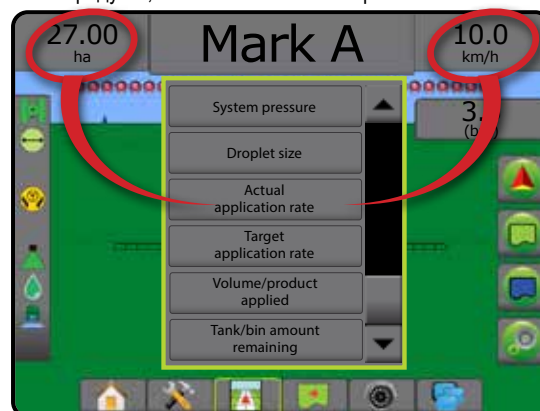 27.00
ha
Mark A
10.0
km/h
System pressure
3.
Droplet size
Actual
application rate
Target
application rate
Volume/product
applied
Tank/bin amount
remaining